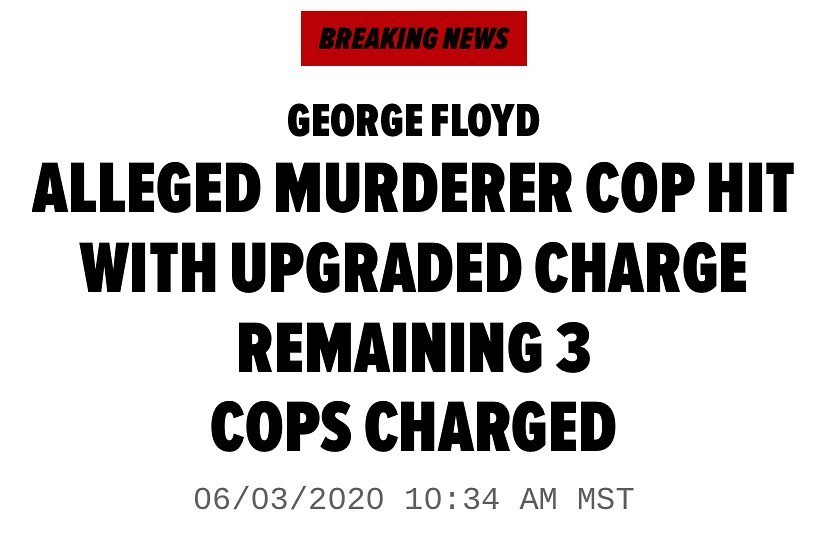 BREAKING NEWS
GEORGE FLOYD
ALLEGED MURDERER COP HIT
WITH UPGRADED CHARGE
REMAINING 3
COPS CHARGED
06/03/2020 10:34 AM MST